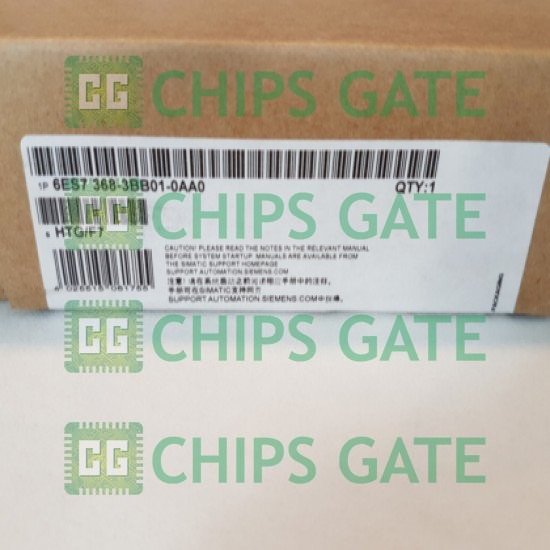 CG CHIPS GATE
1P 6ES7 368-3BB01-0AA0 QTY:1
CG CHIPS GATE
S HTG/F7
CAUTION! PLEASE READ THE NOTES IN THE RELEVANT MANUAL
BEFORE SYSTEM STARTUP. MANUALS ARE AVAILABLE FROM
THE SIMATIC SUPPORT HOMEPAGE
SUPPORT.AUTOMATION.SIEMENS.COM
SUPPORT.AUTOMATION.SIEMENS.COM
CG CHIPS GATE
CG CHIPS GATE